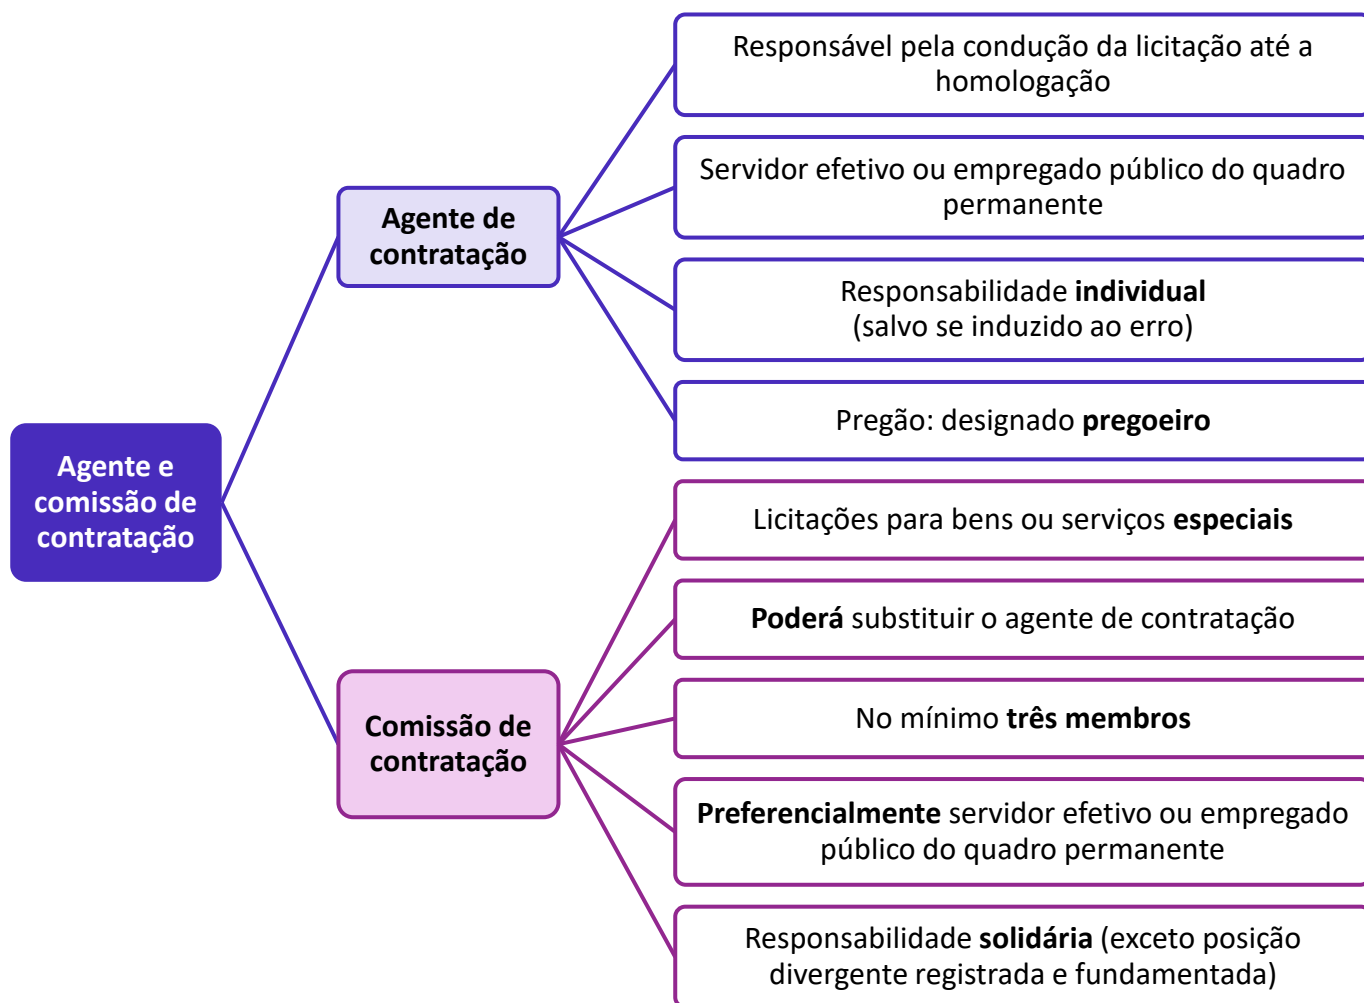 Agente e
comissão de
contratação
Agente de
contratação
Responsável pela condução da licitação até a
homologação
Servidor efetivo ou empregado público do quadro
permanente
Responsabilidade individual
(salvo se induzido ao erro)
Pregão: designado pregoeiro
Comissão de
contratação
Licitações para bens ou serviços especiais
Poderá substituir o agente de contratação
No mínimo três membros
Preferencialmente servidor efetivo ou empregado
público do quadro permanente
Responsabilidade solidária (exceto posição
divergente registrada e fundamentada)